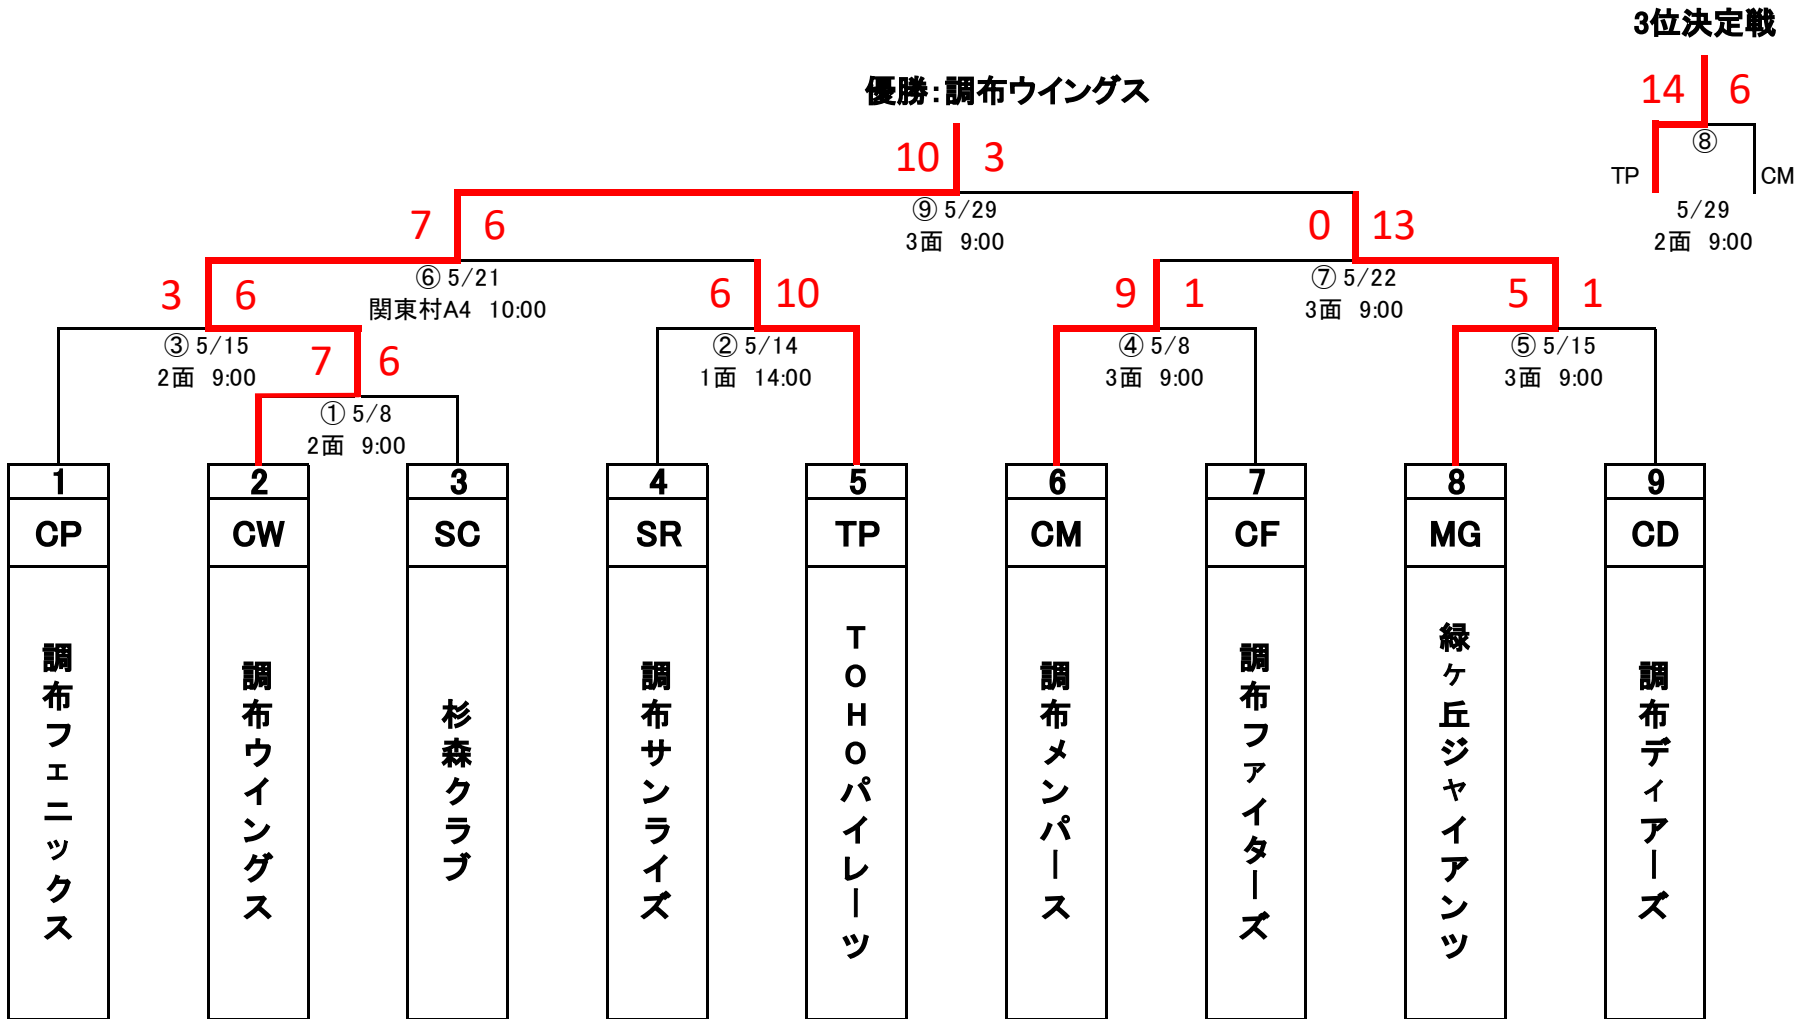 3位決定戦
14 6
⑧
TP CM
5/29
2面 9:00
優勝：調布ウイングス
10 3
⑨ 5/29
3面 9:00
7 6
⑥ 5/21
関東村A4 10:00
0 13
⑦ 5/22
3面 9:00
3 6
③ 5/15
2面 9:00
6 10
② 5/14
1面 14:00
9 1
④ 5/8
3面 9:00
5 1
⑤ 5/15
3面 9:00
7 6
① 5/8
2面 9:00
1 2 3 4 5 6 7 8 9
CP CW SC SR TP CM CF MG CD
調布フェニックス
調布ウイングス
杉森クラブ
調布サンライズ
TOHOパイレーツ
調布メンパース
調布ファイターズ
緑ヶ丘ジャイアンツ
調布ディアーズ